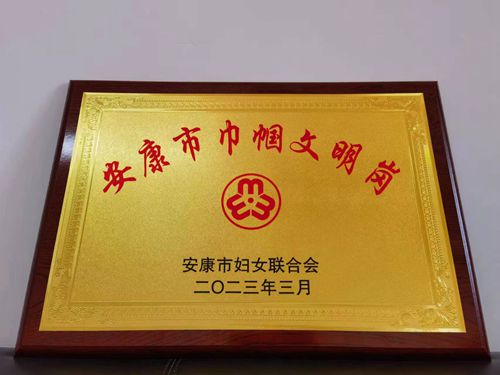 安康市巾帼文明岗
安康市妇女联合会
二〇二三年三月